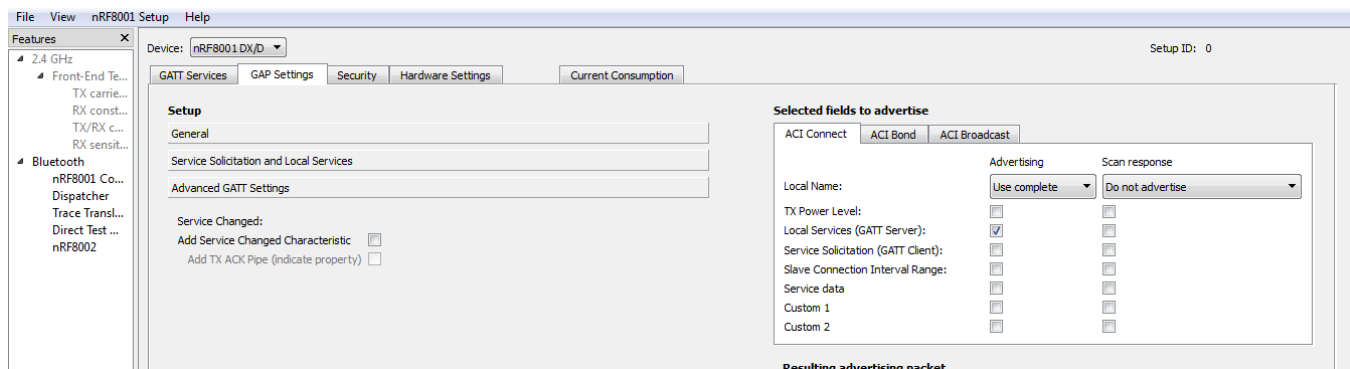 File View nRF8001 Setup Help
Features X
2.4 GHz
Front-End Te...
TX carrie...
RX const...
TX/RX c...
RX sensit...
Bluetooth
nRF8001 Co...
Dispatcher
Trace Transl...
Direct Test ...
nRF8002
Device: nRF8001 DX/D
Setup ID: 0
GATT Services GAP Settings Security Hardware Settings Current Consumption
Setup
General
Service Solicitation and Local Services
Advanced GATT Settings
Service Changed:
Add Service Changed Characteristic
Add TX ACK Pipe (indicate property)
Selected fields to advertise
ACI Connect ACI Bond ACI Broadcast
Advertising Scan response
Local Name: Use complete Do not advertise
TX Power Level:
Local Services (GATT Server):
Service Solicitation (GATT Client):
Slave Connection Interval Range:
Service data
Custom 1
Custom 2
Resulting advertising packet